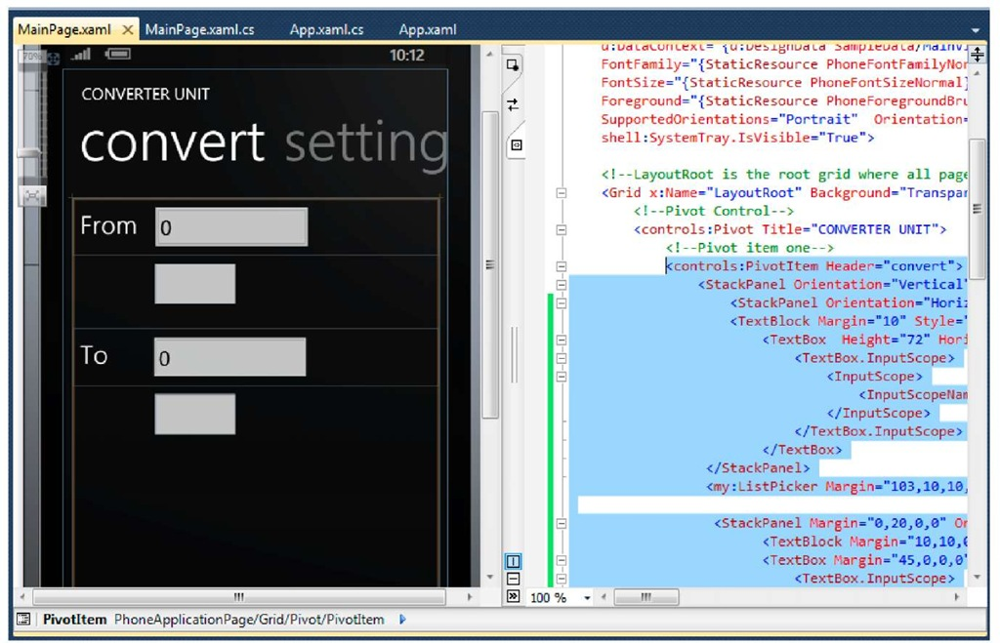 MainPage.xaml × MainPage.xaml.cs App.xaml.cs App.xaml
10:12
CONVERTER UNIT
convert setting
From 0
To 0
u:DataContext="{d:DesignData SampleData/MainVi
FontFamily="{StaticResource PhoneFontFamilyNor
FontSize="{StaticResource PhoneFontSizeNormal}
Foreground="{StaticResource PhoneForegroundBru
SupportedOrientations="Portrait" Orientation=
shell:SystemTray.IsVisible="True">
<!--LayoutRoot is the root grid where all page
<Grid x:Name="LayoutRoot" Background="Transpar
<!--Pivot Control-->
<controls:Pivot Title="CONVERTER UNIT">
<!--Pivot item one-->
<controls:PivotItem Header="convert">
<StackPanel Orientation="Vertical"
<StackPanel Orientation="Hori
<TextBlock Margin="10" Style="
<TextBox Height="72" Hori
<TextBox.InputScope>
<InputScope>
<InputScopeNam
</InputScope>
</TextBox.InputScope>
</TextBox>
</StackPanel>
<my:ListPicker Margin="103,10,10,
<StackPanel Margin="0,20,0,0" Or
<TextBlock Margin="10,10,0
<TextBox Margin="45,0,0,0"
<TextBox.InputScope>
100 %
PivotItem PhoneApplicationPage/Grid/Pivot/PivotItem